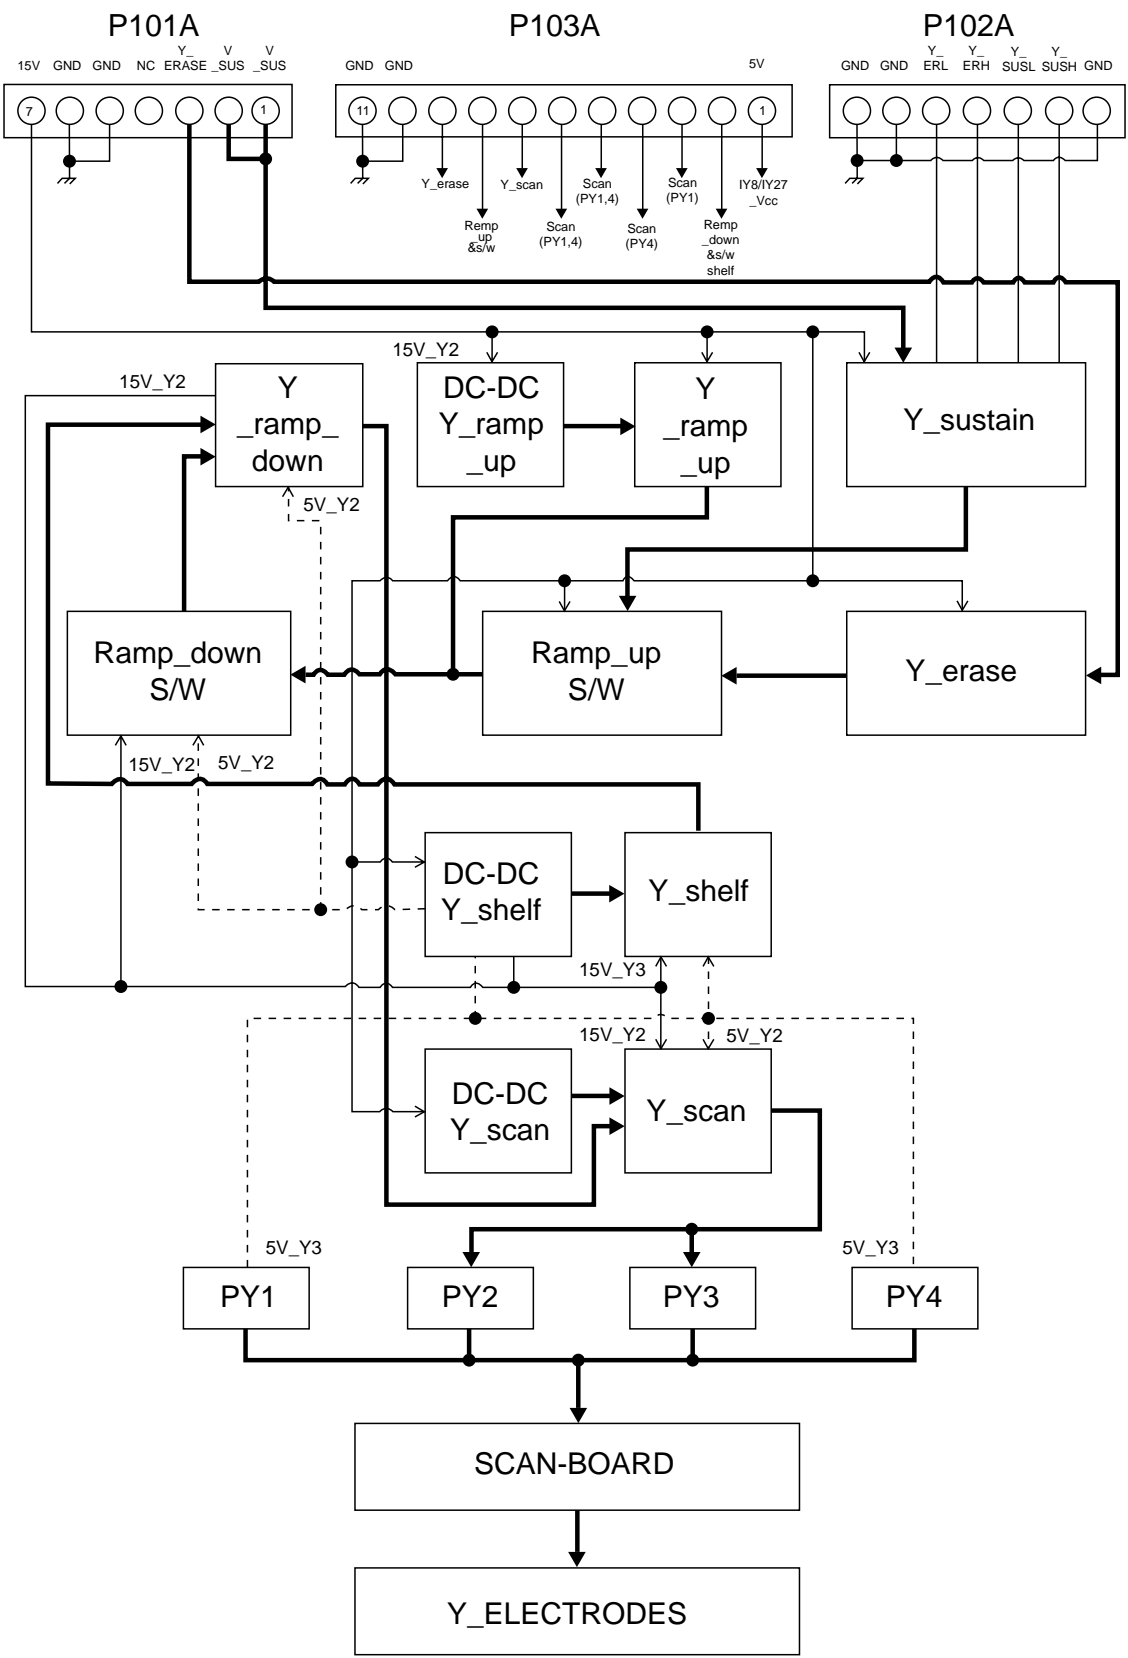 P101A
P103A
P102A
15V
GND
GND
NC
Y_
ERASE
V
_SUS
V
_SUS
GND
GND
5V
GND
GND
Y_
ERL
Y_
ERH
Y_
SUSL
Y_
SUSH
GND
7
1
11
1
Y_erase
Remp
_up
&s/w
Y_scan
Scan
(PY1,4)
Scan
(PY1,4)
Scan
(PY4)
Scan
(PY1)
Remp
_down
&s/w
shelf
IY8/IY27
_Vcc
15V_Y2
15V_Y2
Y
_ramp_
down
DC-DC
Y_ramp
_up
Y
_ramp
_up
Y_sustain
5V_Y2
Ramp_down
S/W
Ramp_up
S/W
Y_erase
15V_Y2
5V_Y2
DC-DC
Y_shelf
Y_shelf
15V_Y3
15V_Y2
5V_Y2
DC-DC
Y_scan
Y_scan
5V_Y3
5V_Y3
PY1
PY2
PY3
PY4
SCAN-BOARD
Y_ELECTRODES